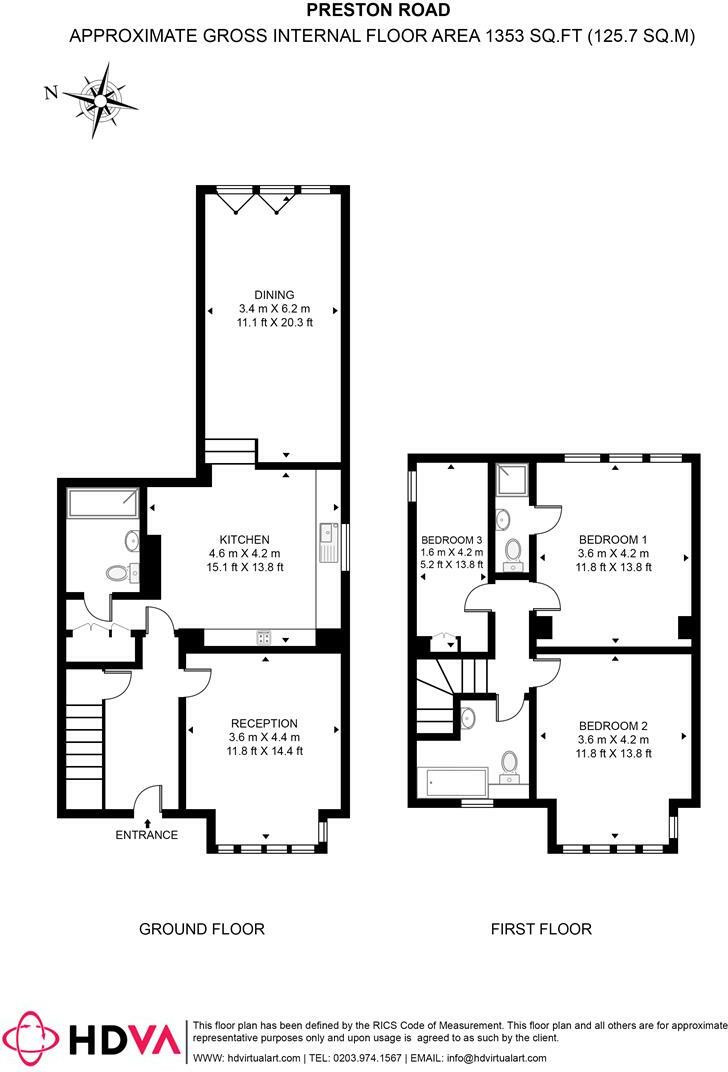 PRESTON ROAD
APPROXIMATE GROSS INTERNAL FLOOR AREA 1353 SQ.FT (125.7 SQ.M)
N
DINING
3.4 m X 6.2 m
11.1 ft X 20.3 ft
KITCHEN
4.6 m X 4.2 m
15.1 ft X 13.8 ft
RECEPTION
3.6 m X 4.4 m
11.8 ft X 14.4 ft
ENTRANCE
BEDROOM 3
1.6 m X 4.2 m
5.2 ft X 13.8 ft
BEDROOM 1
3.6 m X 4.2 m
11.8 ft X 13.8 ft
BEDROOM 2
3.6 m X 4.2 m
11.8 ft X 13.8 ft
GROUND FLOOR
FIRST FLOOR
HDVA
This floor plan has been defined by the RICS Code of Measurement. This floor plan and all others are for approximate
representative purposes only and upon usage is agreed to as such by the client.
WWW: hdvirtualart.com | TEL: 0203.974.1567 | EMAIL: info@hdvirtualart.com